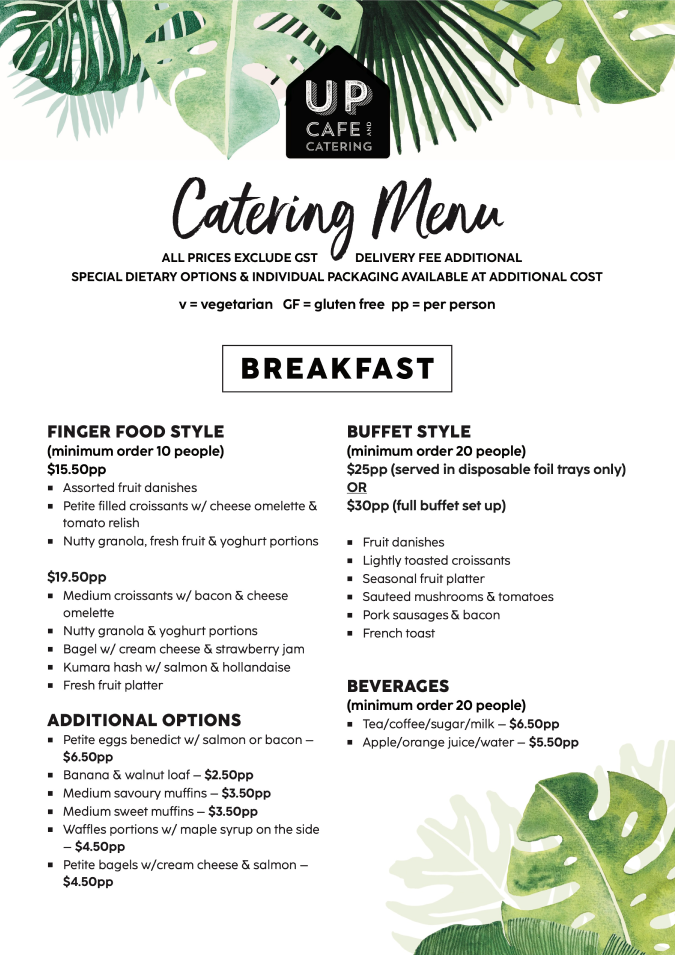 UP
CAFE AND
CATERING
Catering Menu
ALL PRICES EXCLUDE GST DELIVERY FEE ADDITIONAL
SPECIAL DIETARY OPTIONS & INDIVIDUAL PACKAGING AVAILABLE AT ADDITIONAL COST
v = vegetarian GF = gluten free pp = per person
BREAKFAST
FINGER FOOD STYLE
(minimum order 10 people)
$15.50pp
▪ Assorted fruit danishes
▪ Petite filled croissants w/ cheese omelette &
tomato relish
▪ Nutty granola, fresh fruit & yoghurt portions
$19.50pp
▪ Medium croissants w/ bacon & cheese
omelette
▪ Nutty granola & yoghurt portions
▪ Bagel w/ cream cheese & strawberry jam
▪ Kumara hash w/ salmon & hollandaise
▪ Fresh fruit platter
ADDITIONAL OPTIONS
▪ Petite eggs benedict w/ salmon or bacon –
$6.50pp
▪ Banana & walnut loaf – $2.50pp
▪ Medium savoury muffins – $3.50pp
▪ Medium sweet muffins – $3.50pp
▪ Waffles portions w/ maple syrup on the side
– $4.50pp
▪ Petite bagels w/cream cheese & salmon –
$4.50pp
BUFFET STYLE
(minimum order 20 people)
$25pp (served in disposable foil trays only)
OR
$30pp (full buffet set up)
▪ Fruit danishes
▪ Lightly toasted croissants
▪ Seasonal fruit platter
▪ Sauteed mushrooms & tomatoes
▪ Pork sausages & bacon
▪ French toast
BEVERAGES
(minimum order 20 people)
▪ Tea/coffee/sugar/milk – $6.50pp
▪ Apple/orange juice/water – $5.50pp